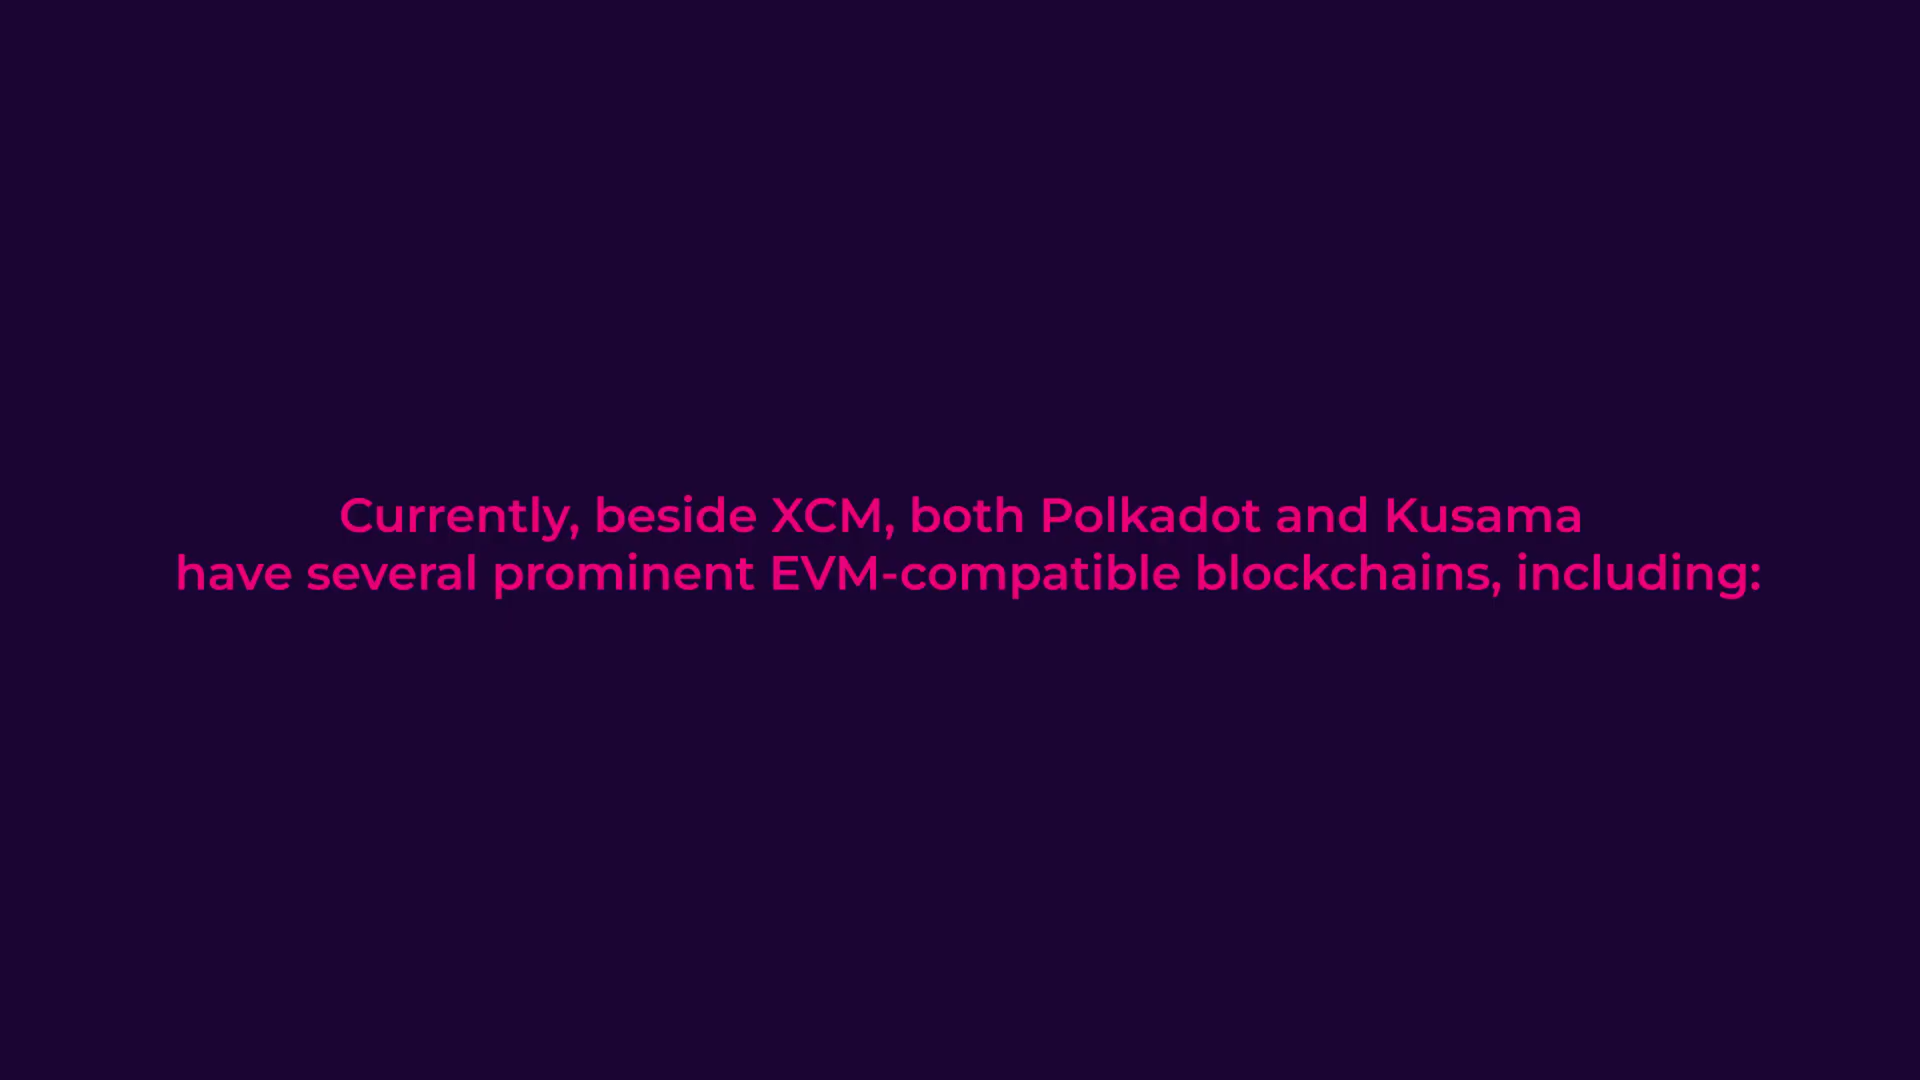 Currently, beside XCM, both Polkadot and Kusama
have several prominent EVM-compatible blockchains, including: